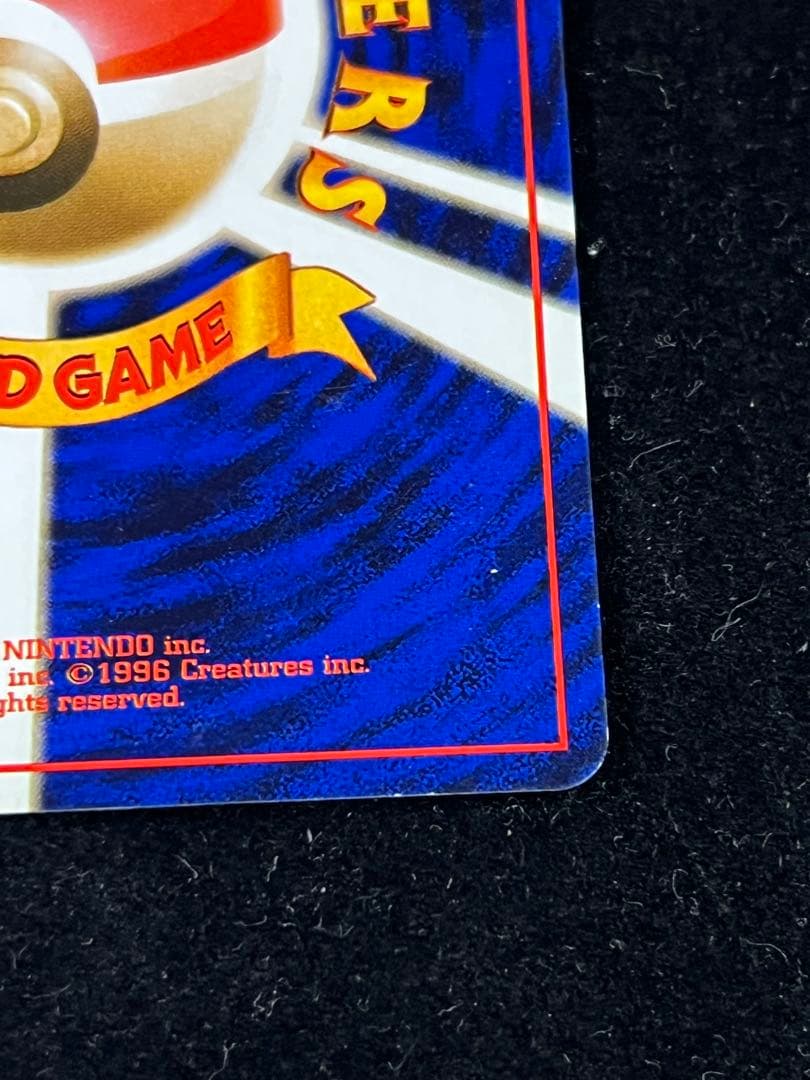 ERS
D GAME
NINTENDO inc.
inc. ©1996 Creatures inc.
ghts reserved.